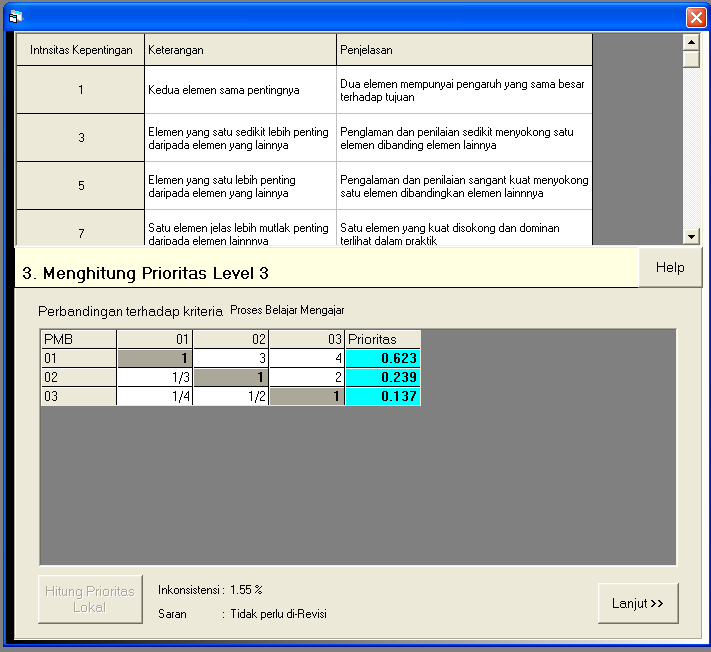 Intnsitas Kepentingan Keterangan Penjelasan
1 Kedua elemen sama pentingnya Dua elemen mempunyai pengaruh yang sama besar
terhadap tujuan
3 Elemen yang satu sedikit lebih penting Penglaman dan penilaian sedikit menyokong satu
daripada elemen yang lainnya elemen dibanding elemen lainnya
5 Elemen yang satu lebih penting Pengalaman dan penilaian sangant kuat menyokong
daripada elemen yang lainnya satu elemen dibandingkan elemen lainnnya
7 Satu elemen jelas lebih mutlak penting Satu elemen yang kuat disokong dan dominan
daripada elemen lainnnya terlihat dalam praktik
3. Menghitung Prioritas Level 3 Help
Perbandingan terhadap kriteria Proses Belajar Mengajar
PMB 01 02 03 Prioritas
01 1 3 4 0.623
02 1/3 1 2 0.239
03 1/4 1/2 1 0.137
Hitung Prioritas
Lokal
Inkonsistensi : 1.55 %
Saran : Tidak perlu di-Revisi
Lanjut >>